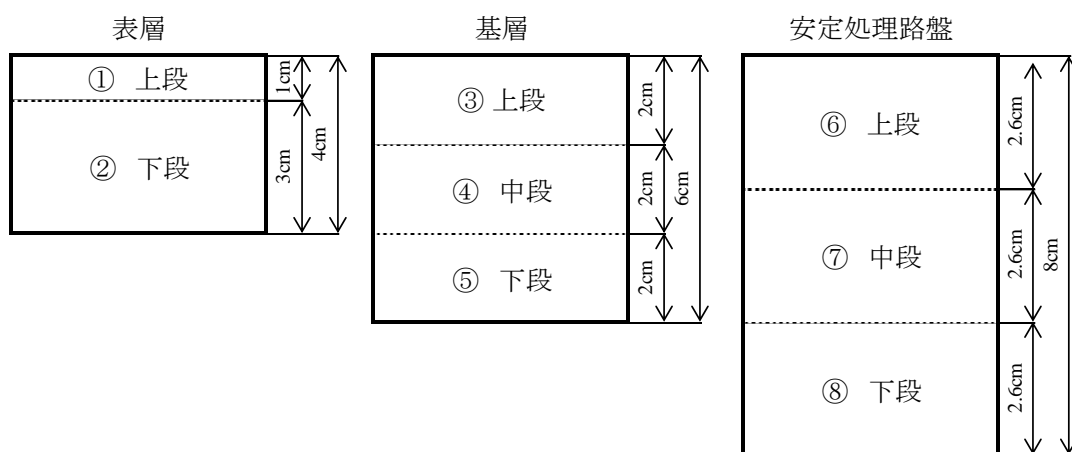 表層
① 上段
② 下段
1cm
3cm
4cm
基層
③ 上段
④ 中段
⑤ 下段
2cm
2cm
2cm
6cm
安定処理路盤
⑥ 上段
⑦ 中段
⑧ 下段
2.6cm
2.6cm
2.6cm
8cm